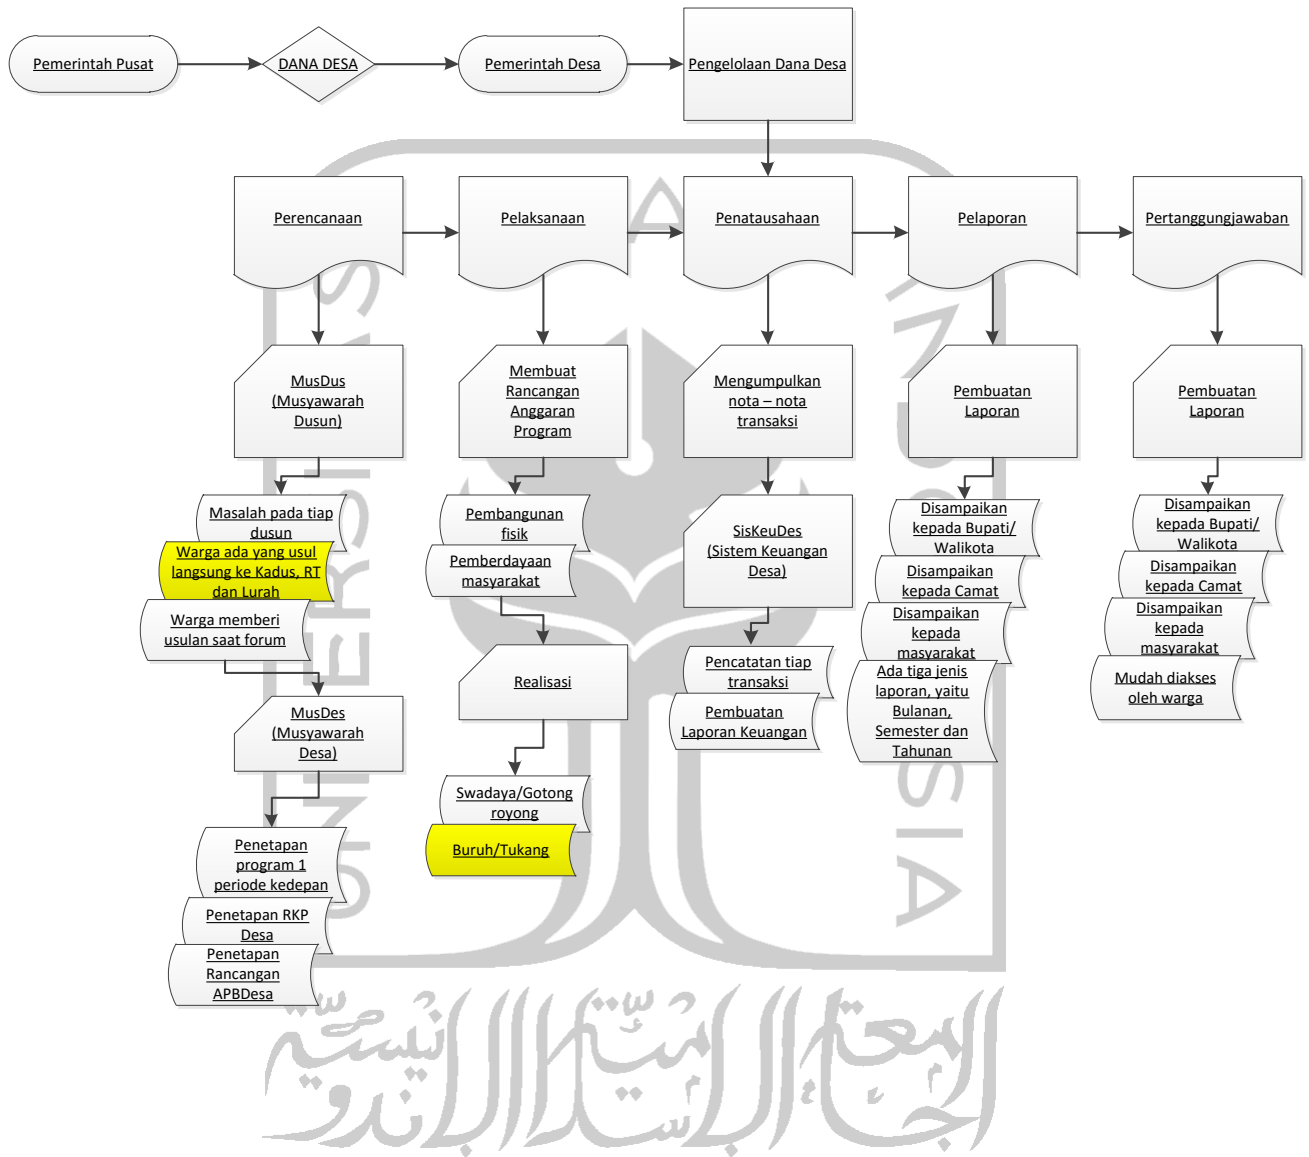 Pemerintah Pusat
DANA DESA
Pemerintah Desa
Pengelolaan Dana Desa
Perencanaan
Pelaksanaan
Penatausahaan
Pelaporan
Pertanggungjawaban
MusDus
(Musyawarah
Dusun)
Masalah pada tiap
dusun
Warga ada yang usul
langsung ke Kadus, RT
dan Lurah
Warga memberi
usulan saat forum
MusDes
(Musyawarah
Desa)
Penetapan
program 1
periode kedepan
Penetapan RKP
Desa
Penetapan
Rancangan
APBDesa
Membuat
Rancangan
Anggaran
Program
Pembangunan
fisik
Pemberdayaan
masyarakat
Realisasi
Swadaya/Gotong
royong
Buruh/Tukang
Mengumpulkan
nota – nota
transaksi
SisKeuDes
(Sistem Keuangan
Desa)
Pencatatan tiap
transaksi
Pembuatan
Laporan Keuangan
Pembuatan
Laporan
Disampaikan
kepada Bupati/
Walikota
Disampaikan
kepada Camat
Disampaikan
kepada
masyarakat
Ada tiga jenis
laporan, yaitu
Bulanan,
Semester dan
Tahunan
Pembuatan
Laporan
Disampaikan
kepada Bupati/
Walikota
Disampaikan
kepada Camat
Disampaikan
kepada
masyarakat
Mudah diakses
oleh warga